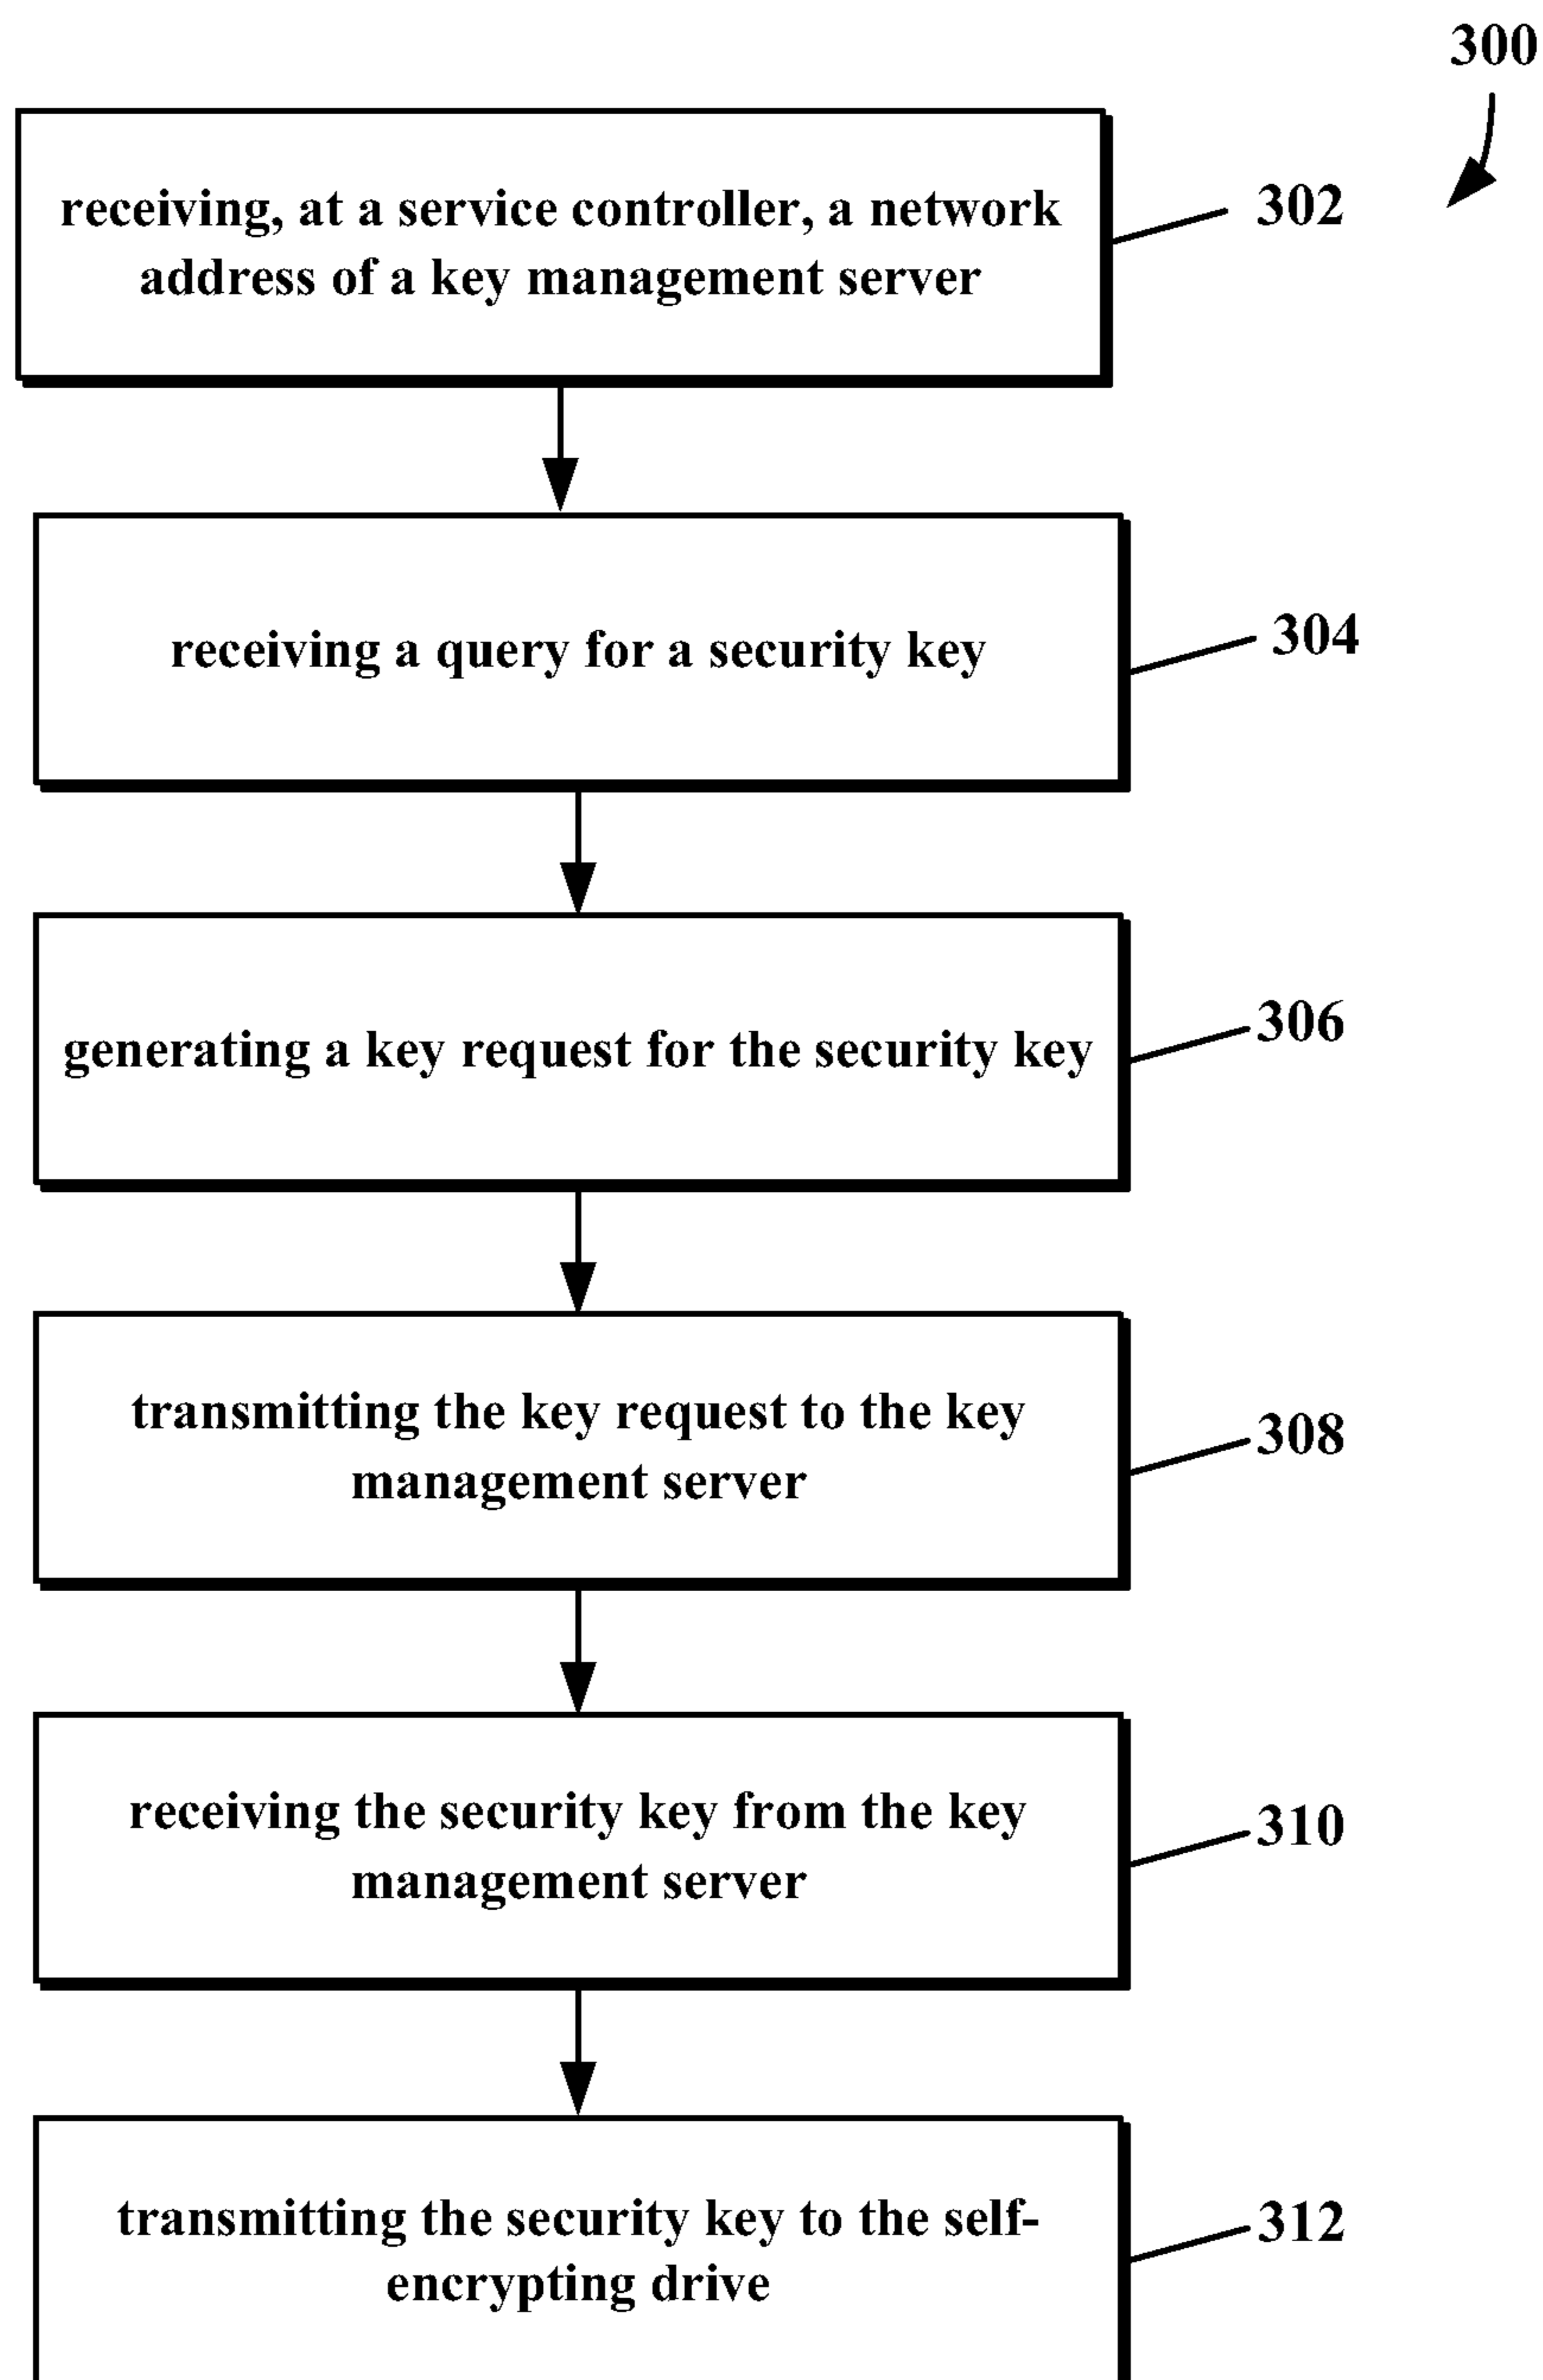 300
receiving, at a service controller, a network
address of a key management server
302
receiving a query for a security key
304
generating a key request for the security key
306
transmitting the key request to the key
management server
308
receiving the security key from the key
management server
310
transmitting the security key to the self-
encrypting drive
312